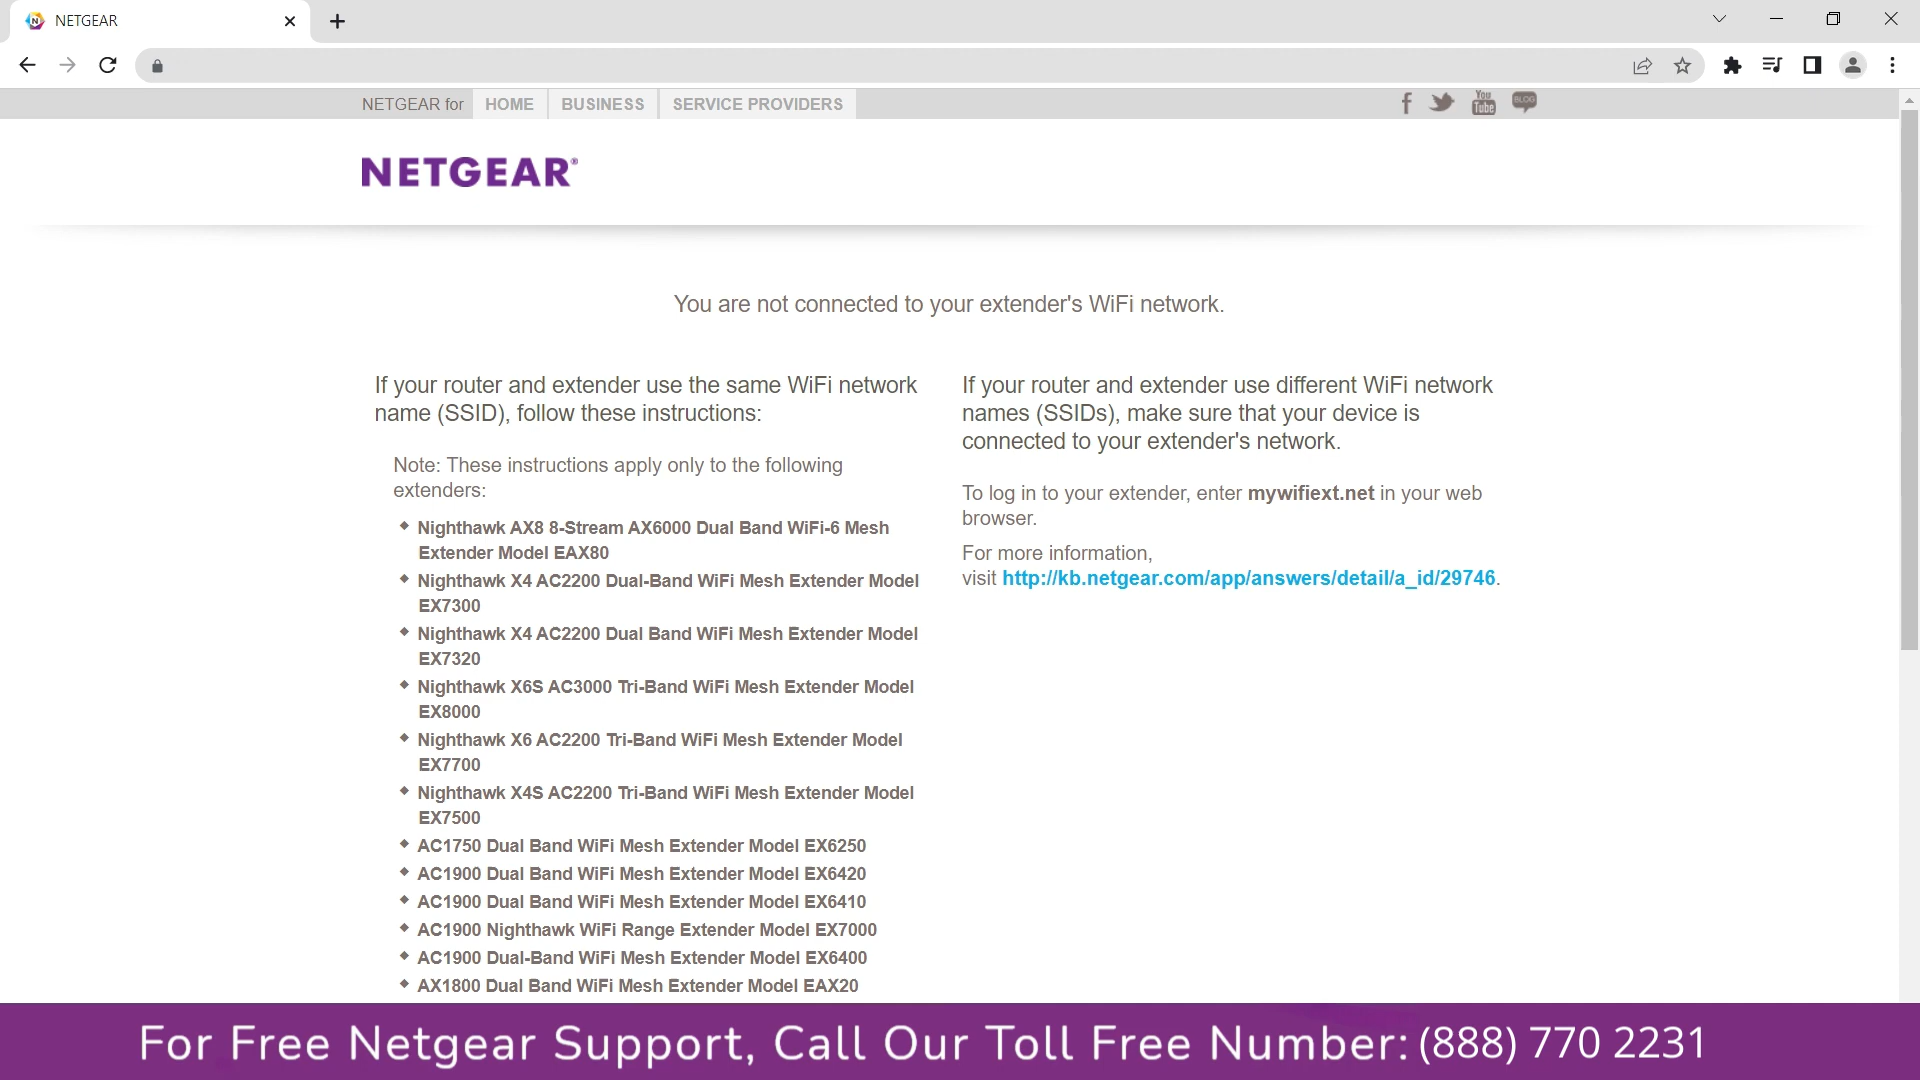 NETGEAR
NETGEAR for HOME BUSINESS SERVICE PROVIDERS
You Tube BLOG
NETGEAR®
You are not connected to your extender's WiFi network.
If your router and extender use the same WiFi network
name (SSID), follow these instructions:
Note: These instructions apply only to the following
extenders:
Nighthawk AX8 8-Stream AX6000 Dual Band WiFi-6 Mesh
Extender Model EAX80
Nighthawk X4 AC2200 Dual-Band WiFi Mesh Extender Model
EX7300
Nighthawk X4 AC2200 Dual Band WiFi Mesh Extender Model
EX7320
Nighthawk X6S AC3000 Tri-Band WiFi Mesh Extender Model
EX8000
Nighthawk X6 AC2200 Tri-Band WiFi Mesh Extender Model
EX7700
Nighthawk X4S AC2200 Tri-Band WiFi Mesh Extender Model
EX7500
AC1750 Dual Band WiFi Mesh Extender Model EX6250
AC1900 Dual Band WiFi Mesh Extender Model EX6420
AC1900 Dual Band WiFi Mesh Extender Model EX6410
AC1900 Nighthawk WiFi Range Extender Model EX7000
AC1900 Dual-Band WiFi Mesh Extender Model EX6400
AX1800 Dual Band WiFi Mesh Extender Model EAX20
If your router and extender use different WiFi network
names (SSIDs), make sure that your device is
connected to your extender's network.
To log in to your extender, enter mywifiext.net in your web
browser.
For more information,
visit http://kb.netgear.com/app/answers/detail/a_id/29746.
For Free Netgear Support, Call Our Toll Free Number: (888) 770 2231